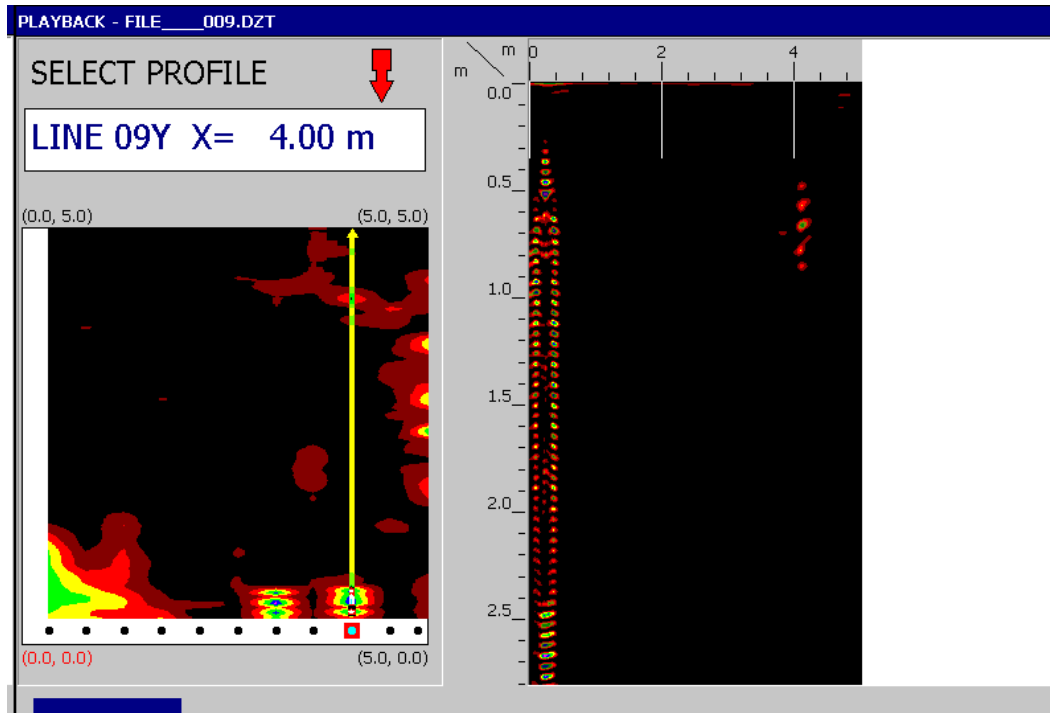 PLAYBACK - FILE____009.DZT
SELECT PROFILE
LINE 09Y X= 4.00 m
(0.0, 5.0) (5.0, 5.0)
(0.0, 0.0) (5.0, 0.0)
m 0 2 4
m
0.0
0.5
1.0
1.5
2.0
2.5